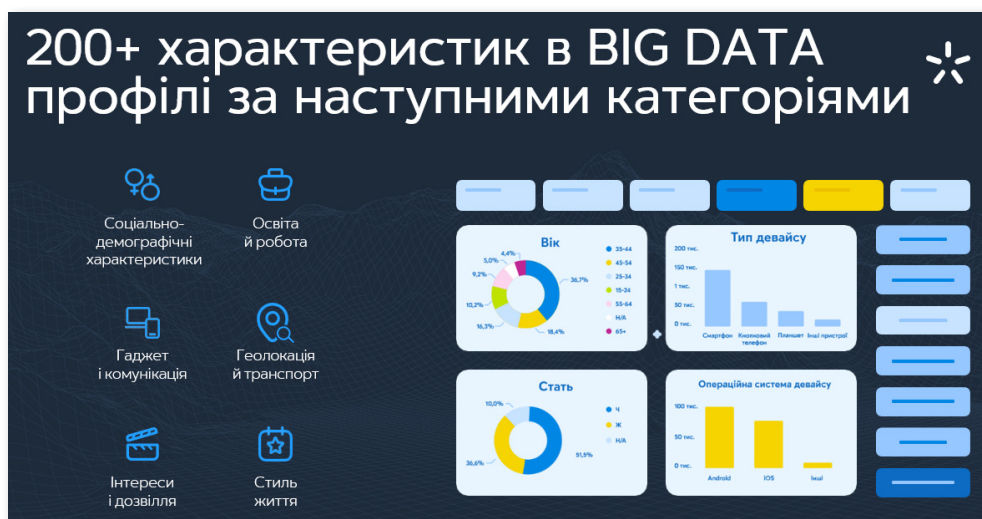 200+ характеристик в BIG DATA
профілі за наступними категоріями
Соціально-
демографічні
характеристики
Освіта
й робота
Гаджет
і комунікація
Геолокація
й транспорт
Інтереси
і дозвілля
Стиль
життя
Вік
4,4%
5,0%
9,2%
10,2%
16,3%
18,4%
36,7%
35-44
45-54
25-34
15-24
55-64
Н/А
65+
Тип девайсу
200 тис.
150 тис.
1 тис.
50 тис.
0 тис.
Смартфон
Кнопковий
телефон
Планшет
Інші пристрої
Стать
10,0%
36,6%
51,5%
Ч
Ж
Н/А
Операційна система девайсу
100 тис.
50 тис.
0 тис.
Android
IOS
Інші